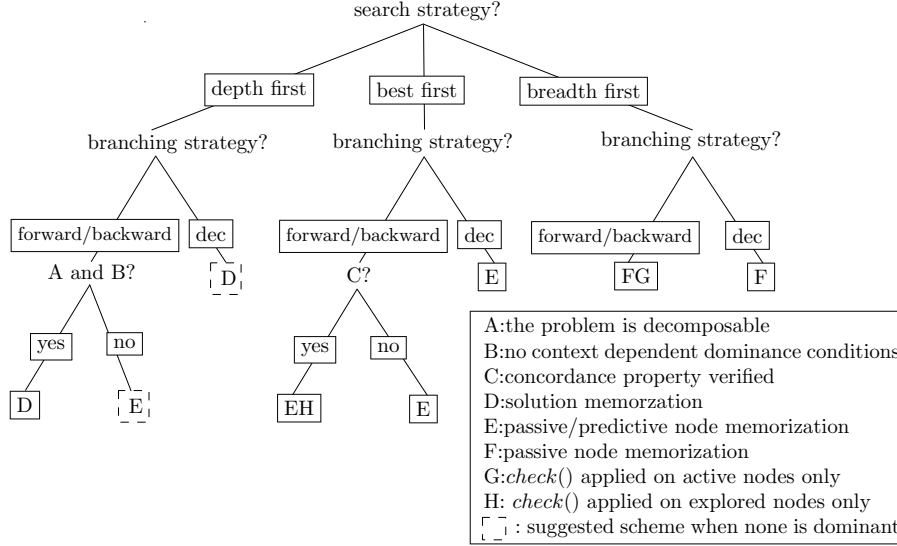 search strategy?
depth first
best first
breadth first
branching strategy?
branching strategy?
branching strategy?
forward/backward
dec
forward/backward
dec
forward/backward
dec
A and B?
D
C?
E
FG
F
yes
no
yes
no
D
E
EH
E
A:the problem is decomposable
B:no context dependent dominance conditions
C:concordance property verified
D:solution memorzation
E:passive/predictive node memorization
F:passive node memorization
G:check() applied on active nodes only
H: check() applied on explored nodes only
: suggested scheme when none is dominant